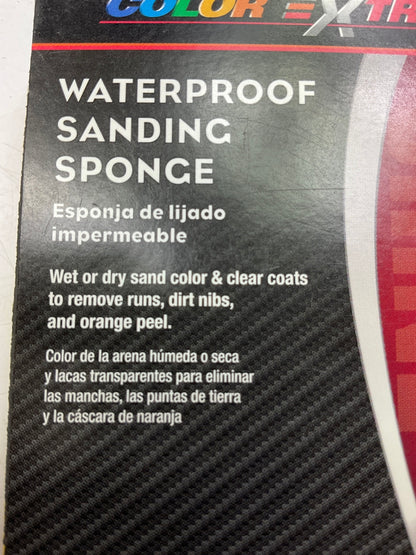 COLOR EXTR
WATERPROOF
SANDING
SPONGE
Esponja de lijado
impermeable
Wet or dry sand color & clear coats
to remove runs, dirt nibs,
and orange peel.
Color de la arena húmeda o seca
y lacas transparentes para eliminar
las manchas, las puntas de tierra
y la cáscara de naranja